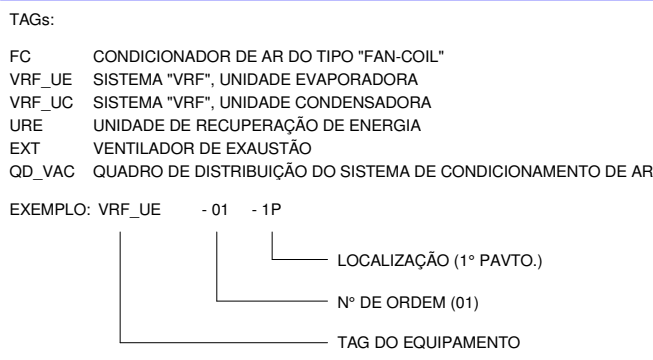 TAGs:
FC CONDICIONADOR DE AR DO TIPO "FAN-COIL"
VRF_UE SISTEMA "VRF", UNIDADE EVAPORADORA
VRF_UC SISTEMA "VRF", UNIDADE CONDENSADORA
URE UNIDADE DE RECUPERAÇÃO DE ENERGIA
EXT VENTILADOR DE EXAUSTÃO
QD_VAC QUADRO DE DISTRIBUIÇÃO DO SISTEMA DE CONDICIONAMENTO DE AR
EXEMPLO: VRF_UE - 01 - 1P
LOCALIZAÇÃO (1° PAVTO.)
N° DE ORDEM (01)
TAG DO EQUIPAMENTO